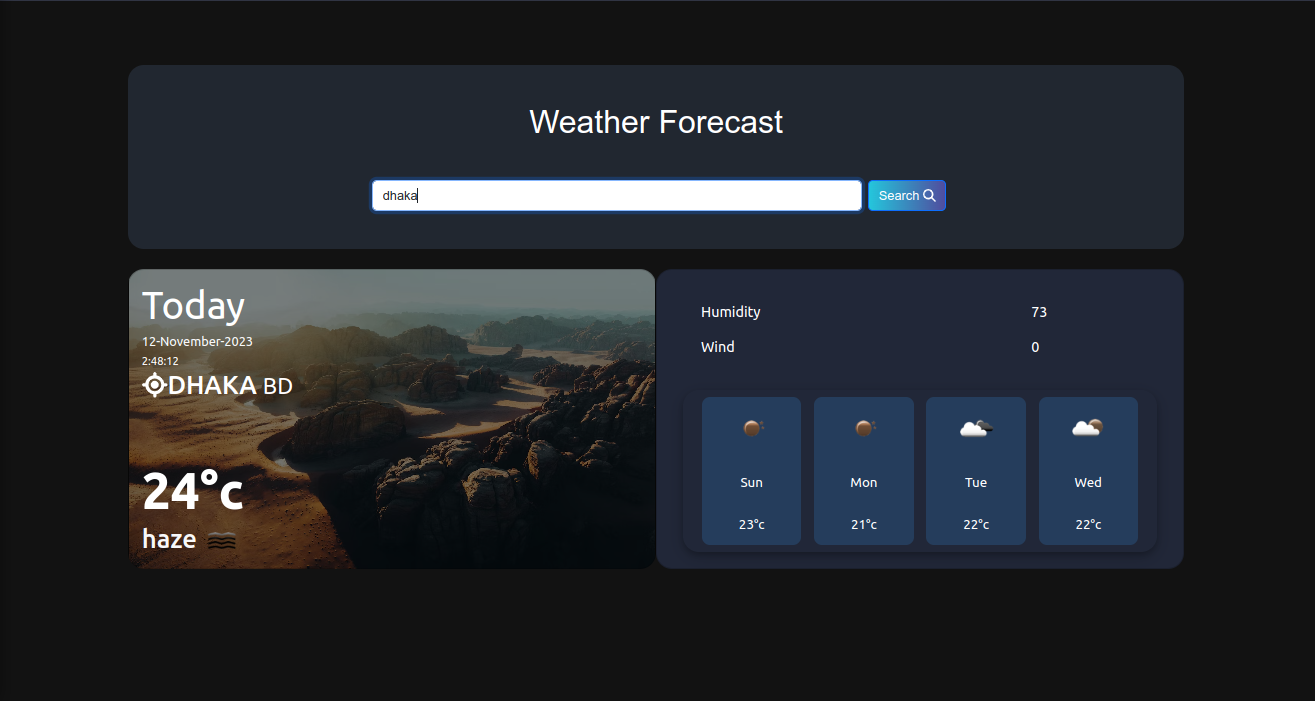 Weather Forecast
dhaka
Search
Today
12-November-2023
2:48:12
DHAKA BD
24°c
haze
Humidity 73
Wind 0
Sun Mon Tue Wed
23°c 21°c 22°c 22°c